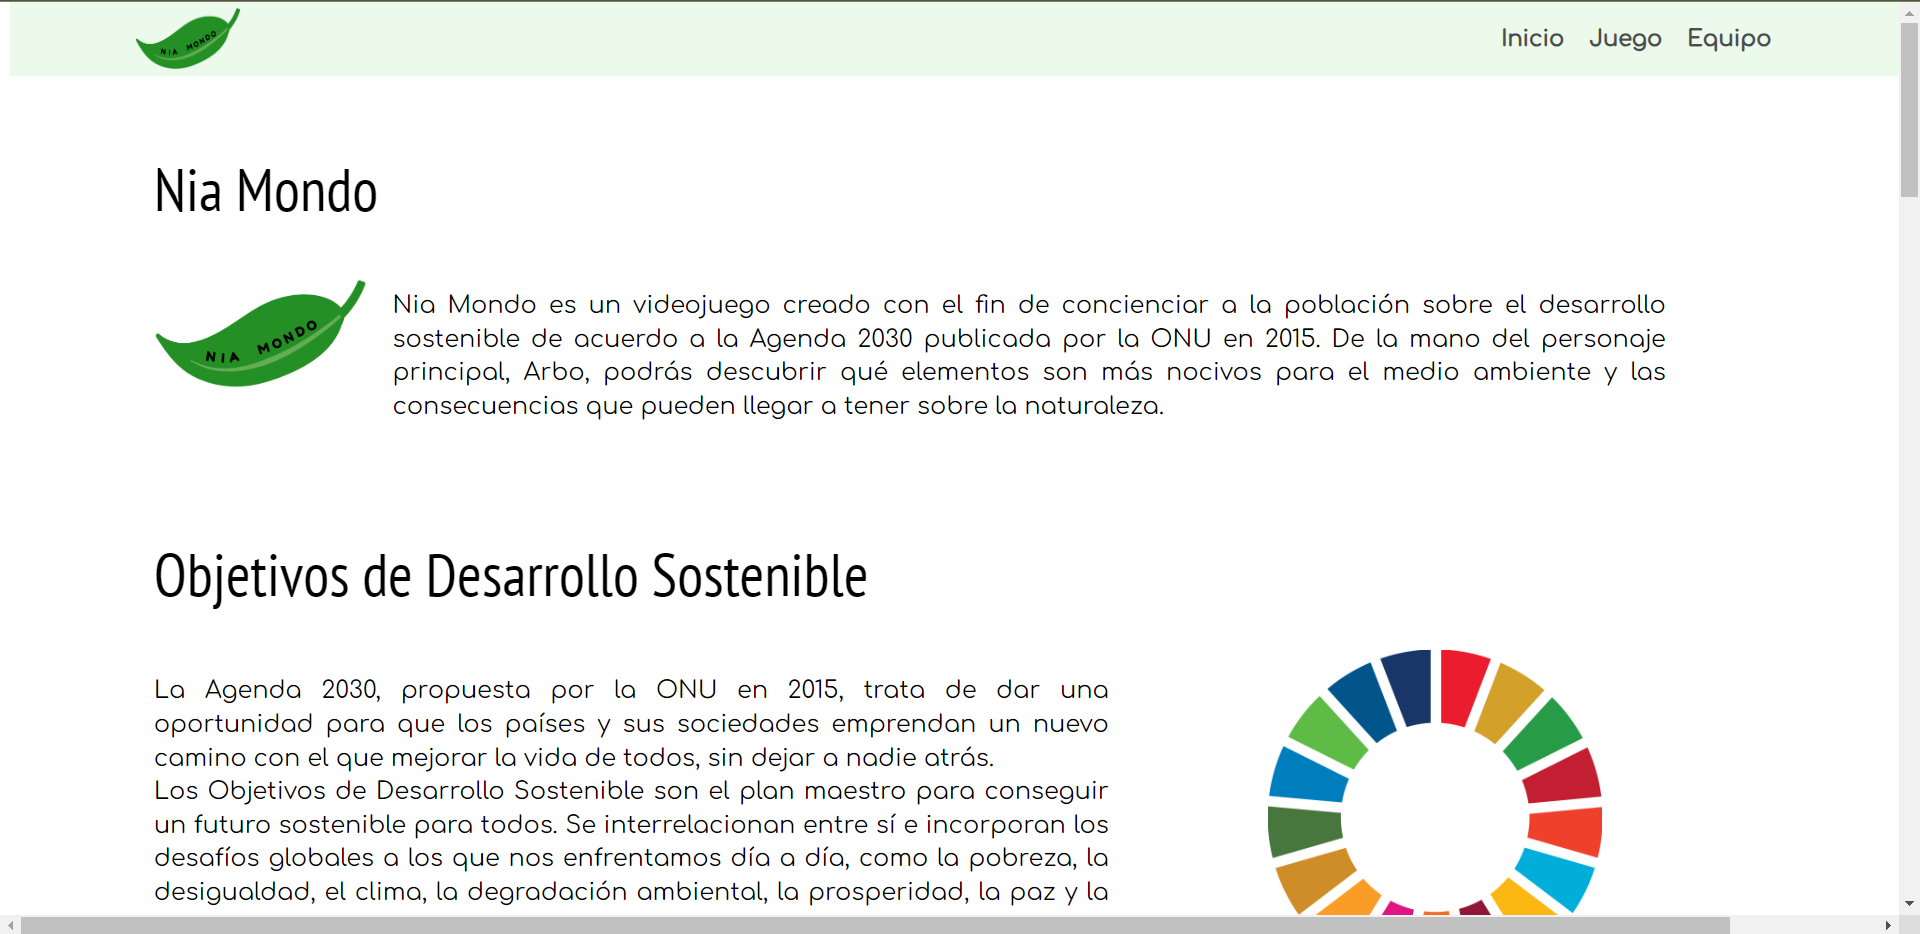 NIA MONDO
Inicio Juego Equipo
Nia Mondo
NIA MONDO
Nia Mondo es un videojuego creado con el fin de concienciar a la población sobre el desarrollo
sostenible de acuerdo a la Agenda 2030 publicada por la ONU en 2015. De la mano del personaje
principal, Arbo, podrás descubrir qué elementos son más nocivos para el medio ambiente y las
consecuencias que pueden llegar a tener sobre la naturaleza.
Objetivos de Desarrollo Sostenible
La Agenda 2030, propuesta por la ONU en 2015, trata de dar una
oportunidad para que los países y sus sociedades emprendan un nuevo
camino con el que mejorar la vida de todos, sin dejar a nadie atrás.
Los Objetivos de Desarrollo Sostenible son el plan maestro para conseguir
un futuro sostenible para todos. Se interrelacionan entre sí e incorporan los
desafíos globales a los que nos enfrentamos día a día, como la pobreza, la
desigualdad, el clima, la degradación ambiental, la prosperidad, la paz y la